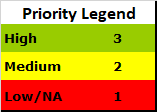 Priority Legend
High 3
Medium 2
Low/NA 1